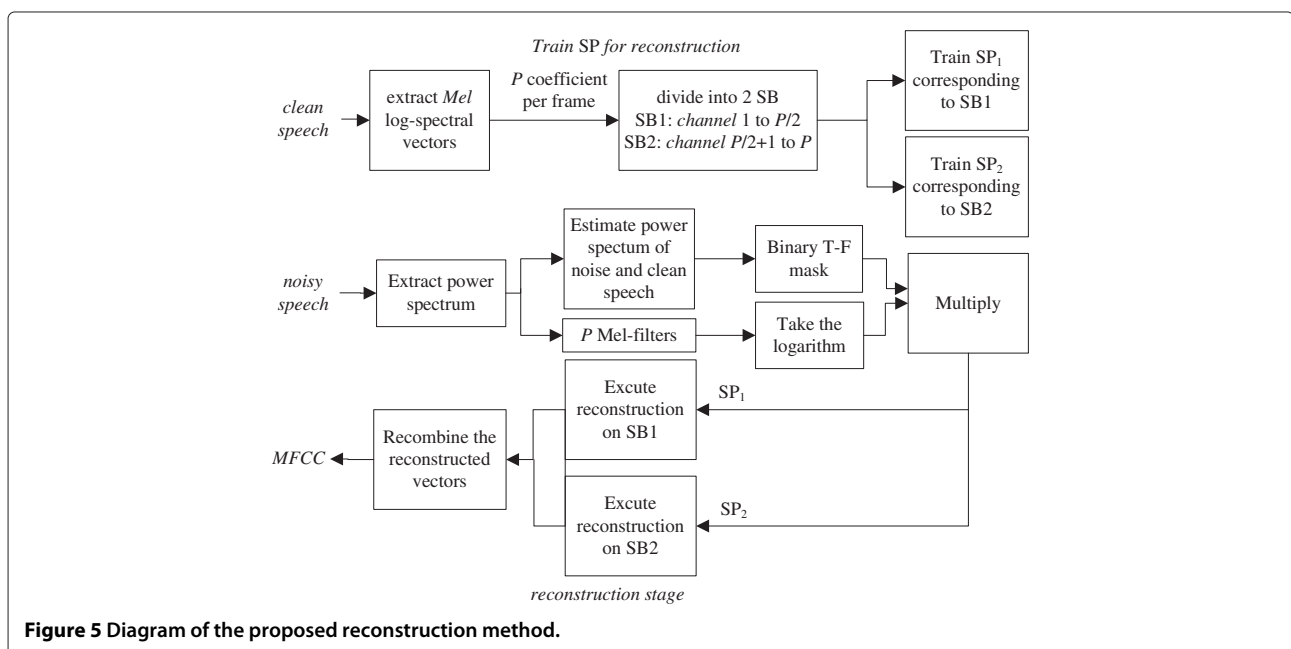 Train SP for reconstruction
clean
speech
extract Mel
log-spectral
vectors
P coefficient
per frame
divide into 2 SB
SB1: channel 1 to P/2
SB2: channel P/2+1 to P
Train SP₁
corresponding
to SB1
Train SP₂
corresponding
to SB2
noisy
speech
Extract power
spectrum
Estimate power
spectum of
noise and clean
speech
Binary T-F
mask
P Mel-filters
Take the
logarithm
Multiply
SP₁
Excute
reconstruction
on SB1
SP₂
Excute
reconstruction
on SB2
Recombine the
reconstructed
vectors
MFCC
reconstruction stage
Figure 5 Diagram of the proposed reconstruction method.